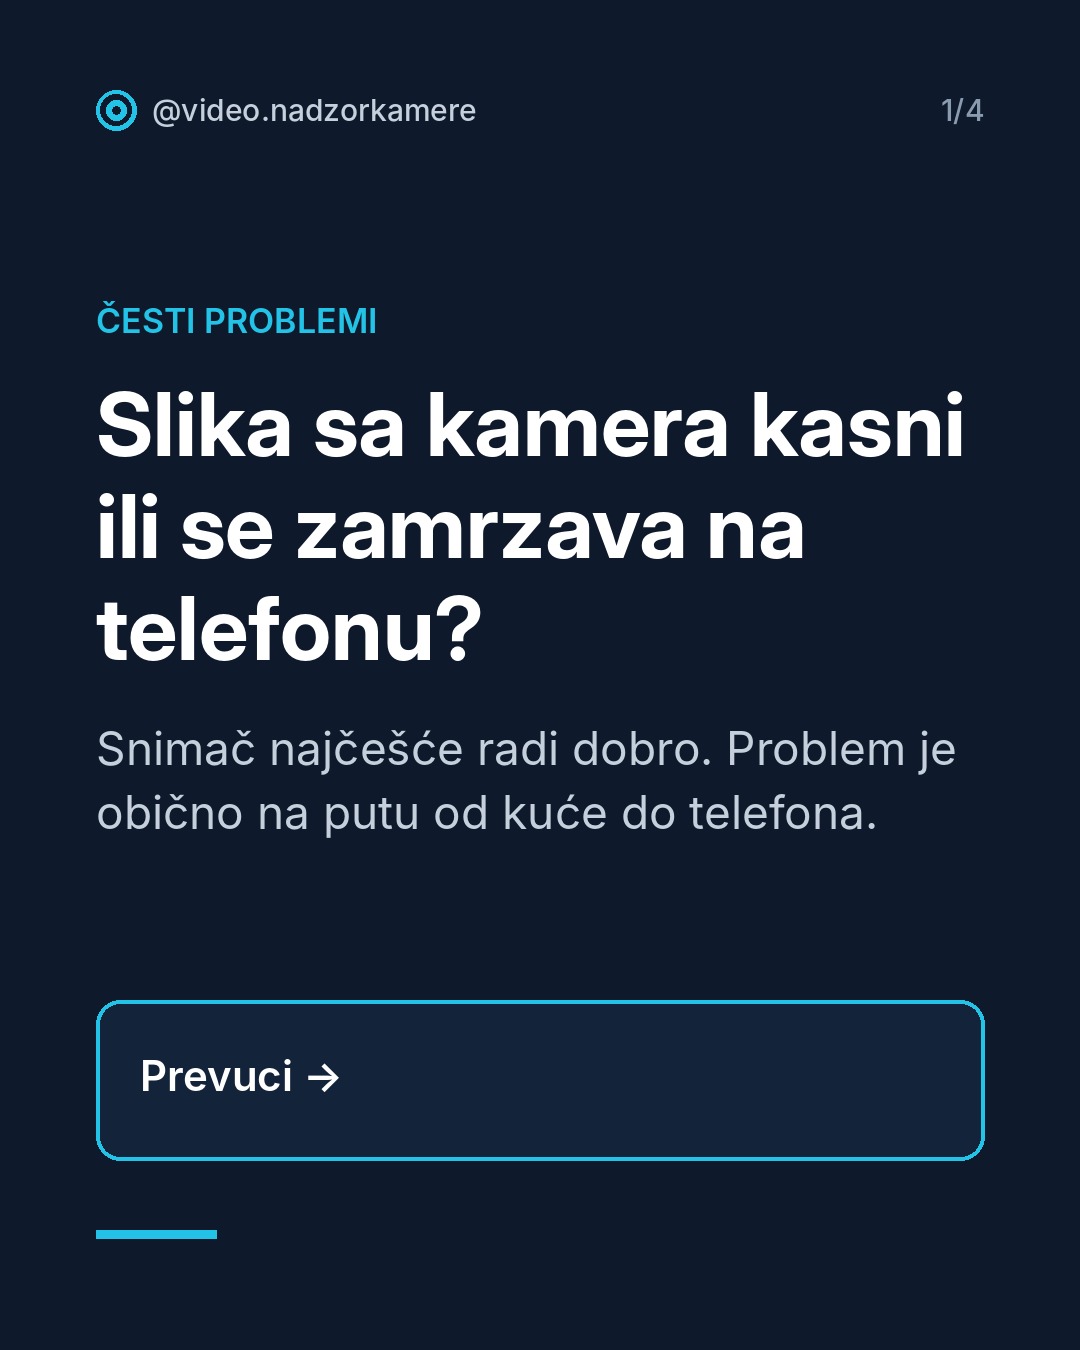 @video.nadzorkamere
1/4
ČESTI PROBLEMI
Slika sa kamera kasni
ili se zamrzava na
telefonu?
Snimač najčešće radi dobro. Problem je
obično na putu od kuće do telefona.
Prevuci →